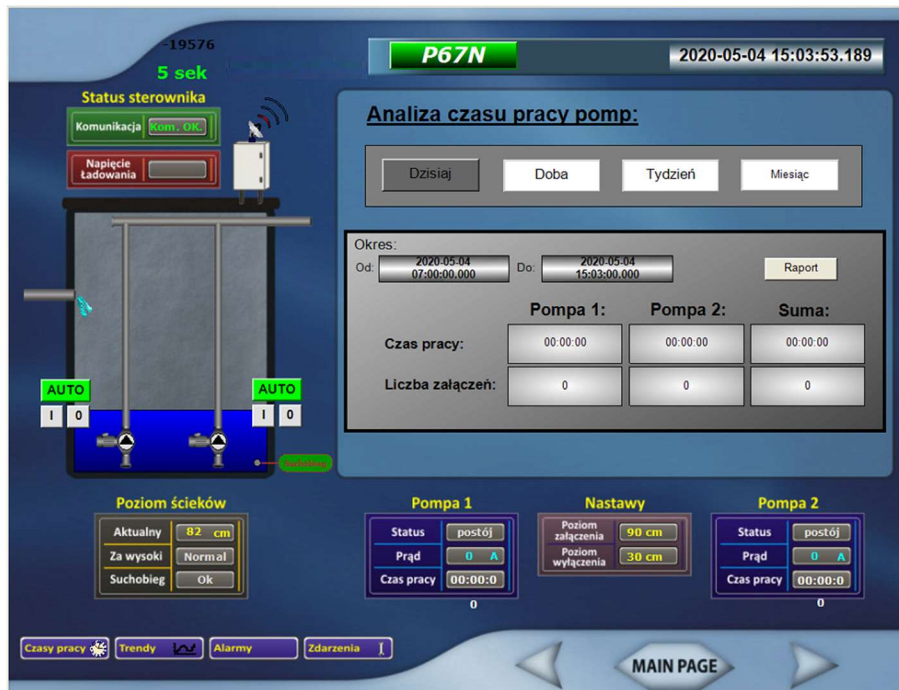 -19576
5 sek
P67N
2020-05-04 15:03:53.189
Status sterownika
Komunikacja Kom. OK.
Napięcie
Ładowania
Analiza czasu pracy pomp:
Dzisiaj Doba Tydzień Miesiąc
Okres:
Od: 2020-05-04
07:00:00.000
Do: 2020-05-04
15:03:00.000
Raport
Pompa 1: Pompa 2: Suma:
Czas pracy: 00:00:00 00:00:00 00:00:00
Liczba załączeń: 0 0 0
AUTO
I 0
AUTO
I 0
Poziom ścieków
Aktualny 82 cm
Za wysoki Normal
Suchobieg Ok
Pompa 1
Status postój
Prąd 0 A
Czas pracy 00:00:0
0
Nastawy
Poziom
załączenia 90 cm
Poziom
wyłączenia 30 cm
Pompa 2
Status postój
Prąd 0 A
Czas pracy 00:00:0
0
Czasy pracy Trendy Alarmy Zdarzenia
MAIN PAGE